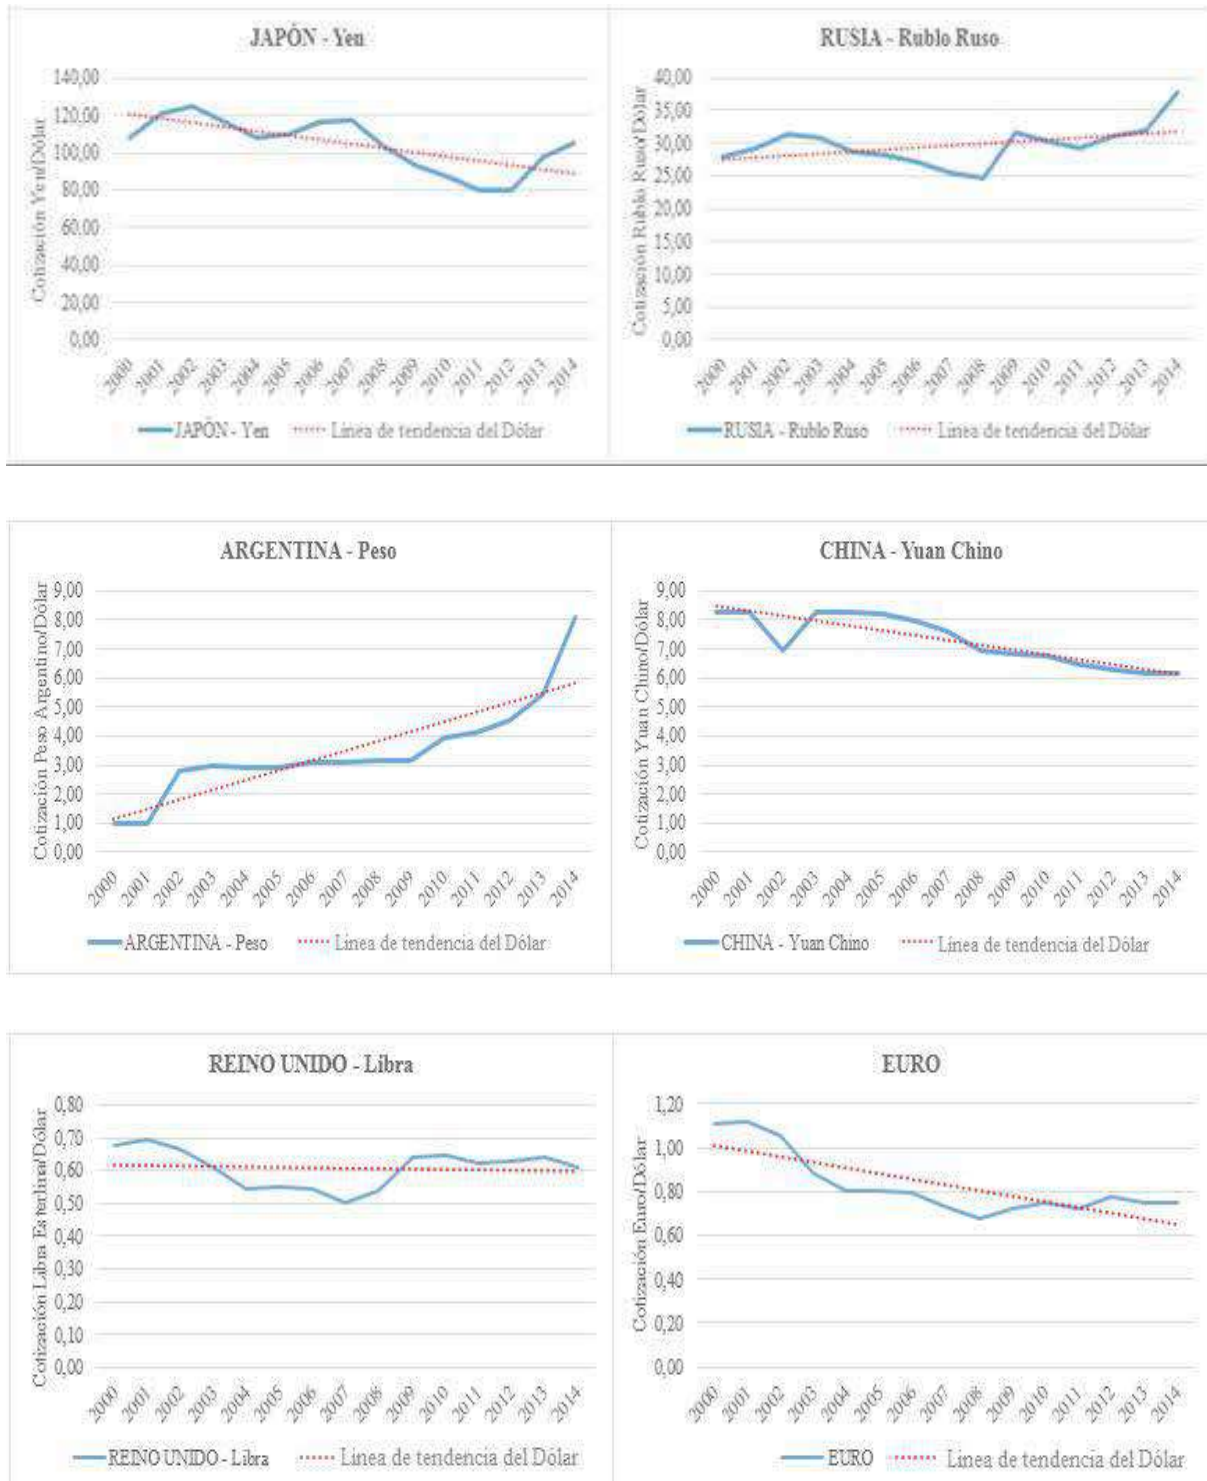 JAPÓN - Yen
Cotización Yen/Dólar
140,00
120,00
100,00
80,00
60,00
40,00
20,00
0,00
2000 2001 2002 2003 2004 2005 2006 2007 2008 2009 2010 2011 2012 2013 2014
JAPÓN - Yen Línea de tendencia del Dólar
RUSIA - Rublo Ruso
Cotización Rublo Ruso/Dólar
40,00
35,00
30,00
25,00
20,00
15,00
10,00
5,00
0,00
2000 2001 2002 2003 2004 2005 2006 2007 2008 2009 2010 2011 2012 2013 2014
RUSIA - Rublo Ruso Línea de tendencia del Dólar
ARGENTINA - Peso
Cotización Peso Argentino/Dólar
9,00
8,00
7,00
6,00
5,00
4,00
3,00
2,00
1,00
0,00
2000 2001 2002 2003 2004 2005 2006 2007 2008 2009 2010 2011 2012 2013 2014
ARGENTINA - Peso Línea de tendencia del Dólar
CHINA - Yuan Chino
Cotización Yuan Chino/Dólar
9,00
8,00
7,00
6,00
5,00
4,00
3,00
2,00
1,00
0,00
2000 2001 2002 2003 2004 2005 2006 2007 2008 2009 2010 2011 2012 2013 2014
CHINA - Yuan Chino Línea de tendencia del Dólar
REINO UNIDO - Libra
Cotización Libra Esterlina/Dólar
0,80
0,70
0,60
0,50
0,40
0,30
0,20
0,10
0,00
2000 2001 2002 2003 2004 2005 2006 2007 2008 2009 2010 2011 2012 2013 2014
REINO UNIDO - Libra Línea de tendencia del Dólar
EURO
Cotización Euro/Dólar
1,20
1,00
0,80
0,60
0,40
0,20
0,00
2000 2001 2002 2003 2004 2005 2006 2007 2008 2009 2010 2011 2012 2013 2014
EURO Línea de tendencia del Dólar